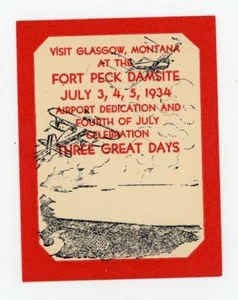 VISIT GLASGOW, MONTANA
AT THE
FORT PECK DAMSITE
JULY 3, 4, 5, 1934
AIRPORT DEDICATION AND
FOURTH OF JULY
CELEBRATION
THREE GREAT DAYS